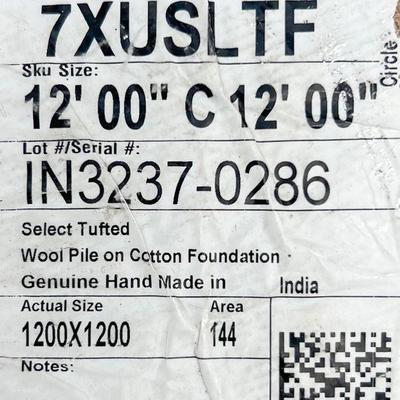 7XUSLTF
Sku Size:
12' 00" C 12' 00"
Circle
Lot #/Serial #:
IN3237-0286
Select Tufted
Wool Pile on Cotton Foundation
Genuine Hand Made in India
Actual Size Area
1200X1200 144
Notes: